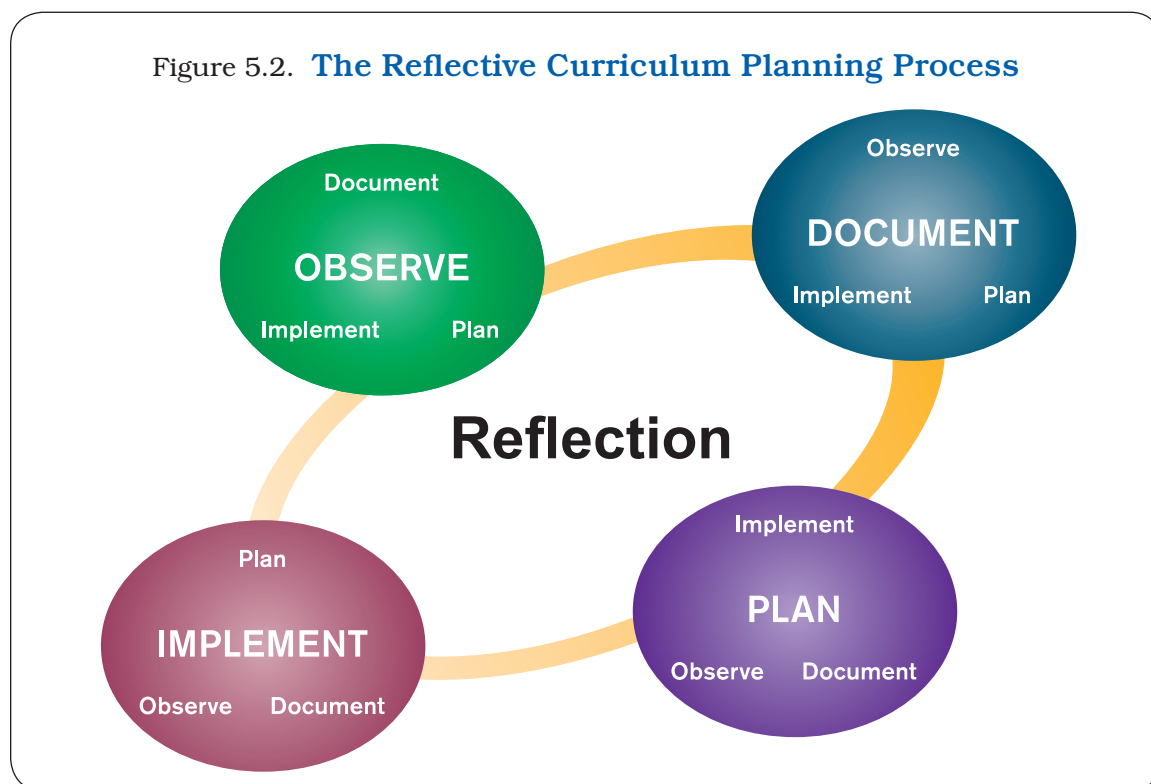 Figure 5.2. The Reflective Curriculum Planning Process
Document
OBSERVE
Implement Plan
Observe
DOCUMENT
Implement Plan
Reflection
Plan
IMPLEMENT
Observe Document
Implement
PLAN
Observe Document